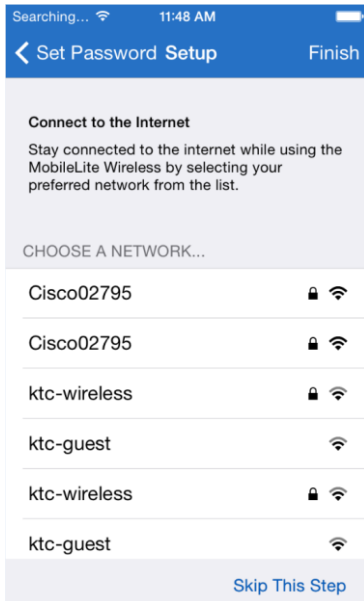 Searching... 11:48 AM
Set Password Setup Finish
Connect to the Internet
Stay connected to the internet while using the
MobileLite Wireless by selecting your
preferred network from the list.
CHOOSE A NETWORK...
Cisco02795
Cisco02795
ktc-wireless
ktc-guest
ktc-wireless
ktc-guest
Skip This Step